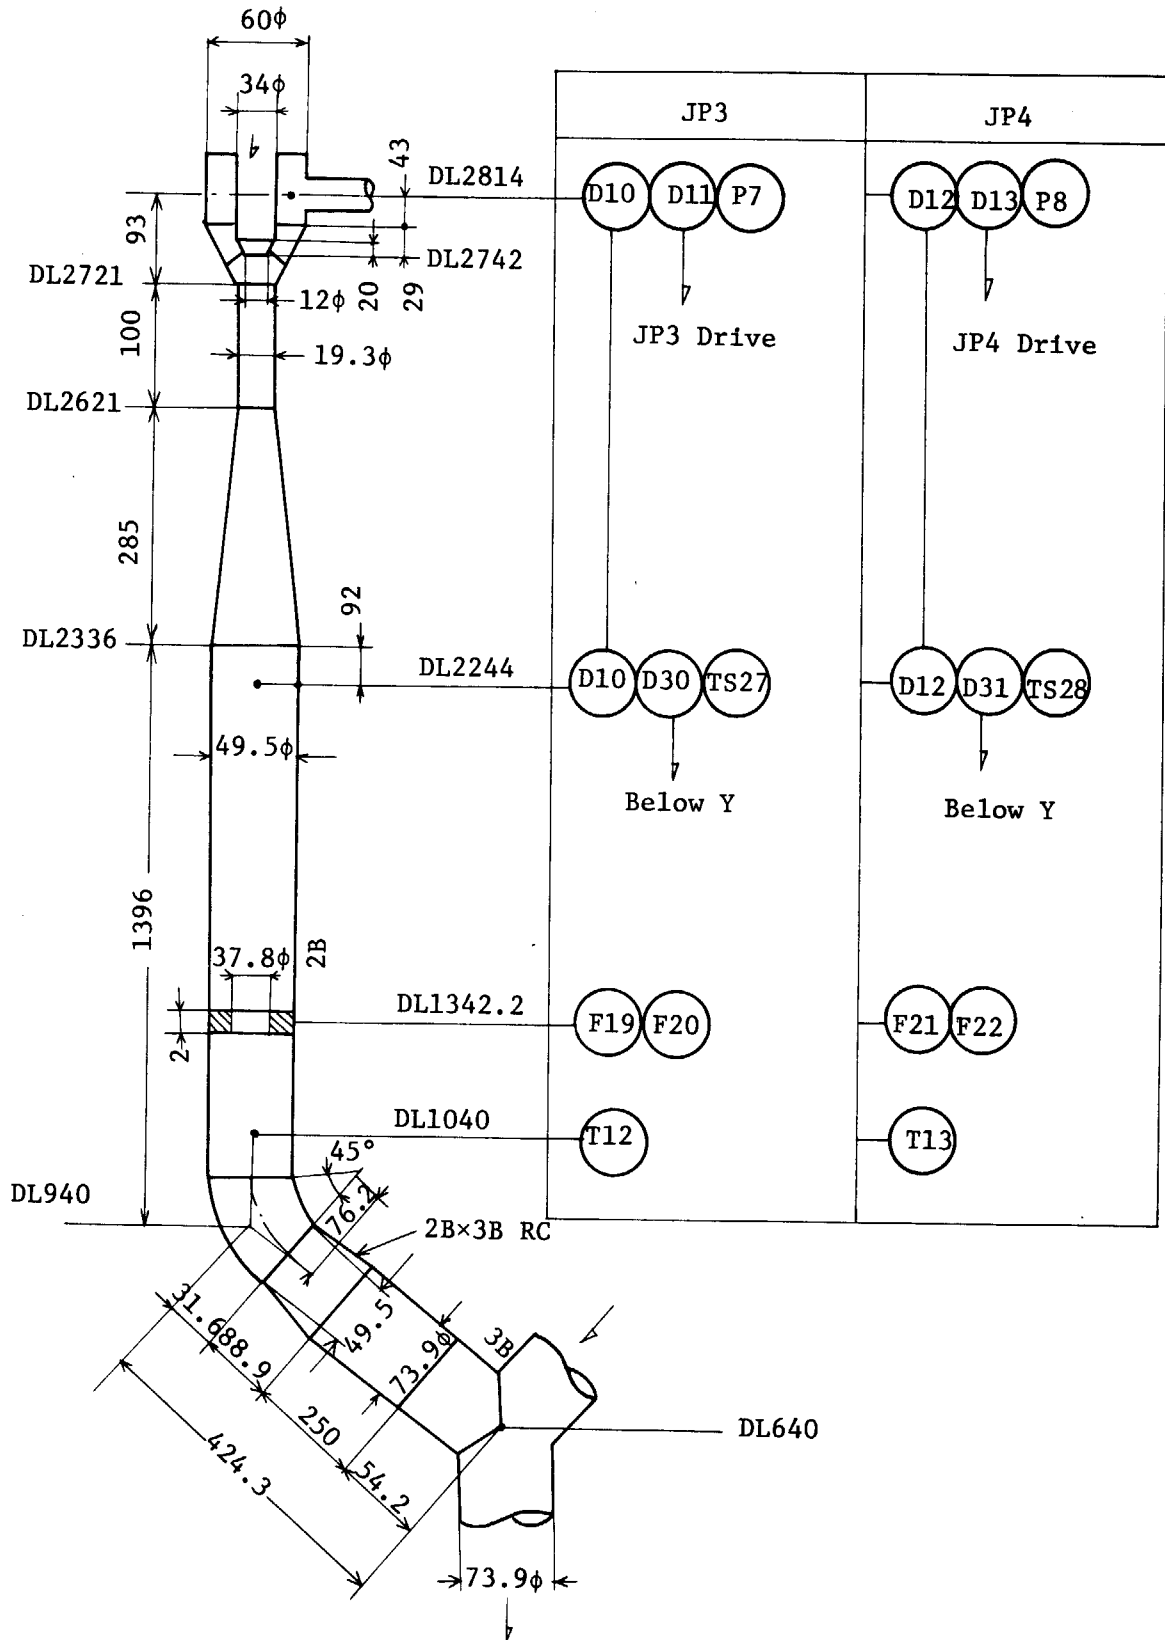 60φ
34φ
JP3
JP4
43
DL2814
D10
D11
P7
D12
D13
P8
93
DL2742
DL2721
12φ
20
29
JP3 Drive
JP4 Drive
100
19.3φ
DL2621
285
92
DL2336
DL2244
D10
D30
TS27
D12
D31
TS28
49.5φ
Below Y
Below Y
1396
37.8φ
2B
DL1342.2
F19
F20
F21
F22
2
DL1040
T12
T13
45°
DL940
76.2
2B×3B RC
31.6
88.9
49.5
73.9φ
3B
250
DL640
424.3
54.2
73.9φ